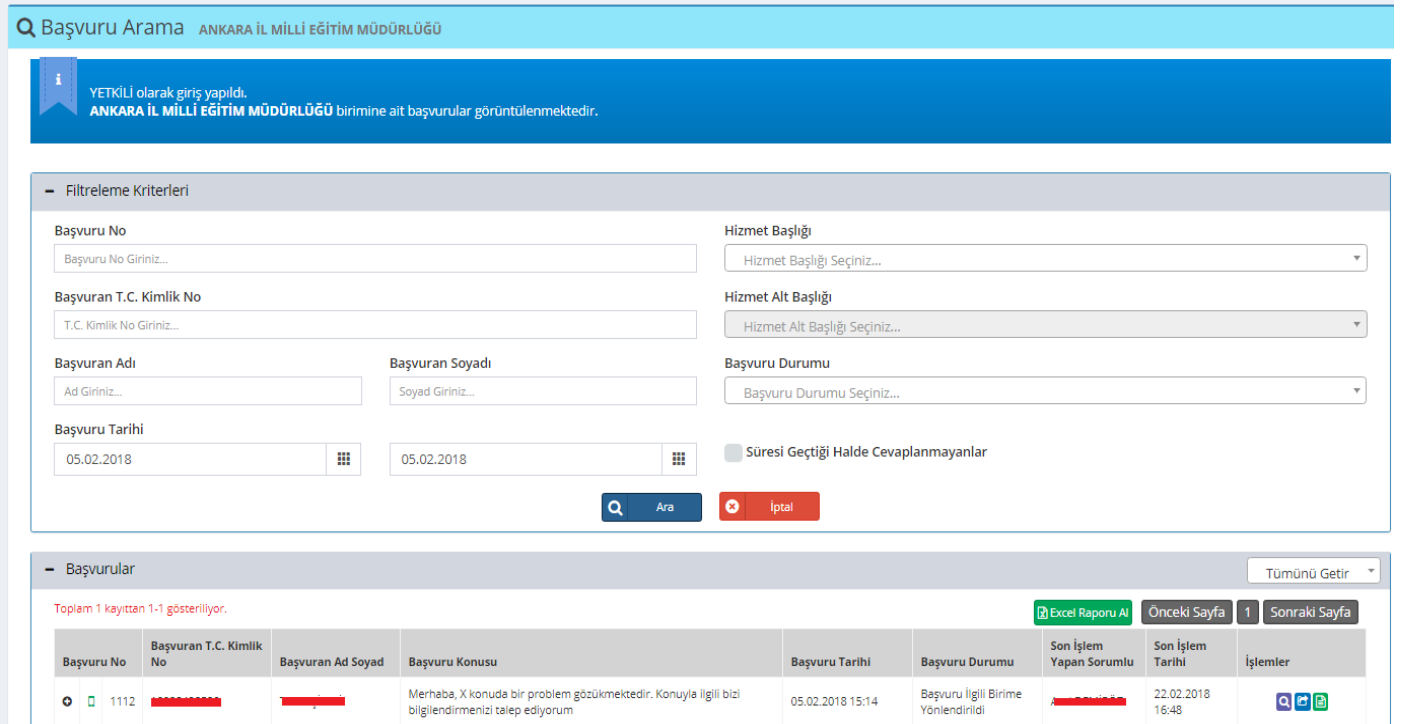 Başvuru Arama ANKARA İL MİLLİ EĞİTİM MÜDÜRLÜĞÜ
YETKİLİ olarak giriş yapıldı.
ANKARA İL MİLLİ EĞİTİM MÜDÜRLÜĞÜ birimine ait başvurular görüntülenmektedir.
Filtreleme Kriterleri
Başvuru No
Başvuru No Giriniz...
Hizmet Başlığı
Hizmet Başlığı Seçiniz...
Başvuran T.C. Kimlik No
T.C. Kimlik No Giriniz...
Hizmet Alt Başlığı
Hizmet Alt Başlığı Seçiniz...
Başvuran Adı
Ad Giriniz...
Başvuran Soyadı
Soyad Giriniz...
Başvuru Durumu
Başvuru Durumu Seçiniz...
Başvuru Tarihi
05.02.2018
05.02.2018
Süresi Geçtiği Halde Cevaplanmayanlar
Ara
İptal
Başvurular
Tümünü Getir
Toplam 1 kayıttan 1-1 gösteriliyor.
Excel Raporu Al
Önceki Sayfa
1
Sonraki Sayfa
Başvuru No
Başvuran T.C. Kimlik
No
Başvuran Ad Soyad
Başvuru Konusu
Başvuru Tarihi
Başvuru Durumu
Son İşlem
Yapan Sorumlu
Son İşlem
Tarihi
İşlemler
1112
Merhaba, X konuda bir problem gözükmektedir. Konuyla ilgili bizi
bilgilendirmenizi talep ediyorum
05.02.2018 15:14
Başvuru İlgili Birime
Yönlendirildi
22.02.2018
16:48